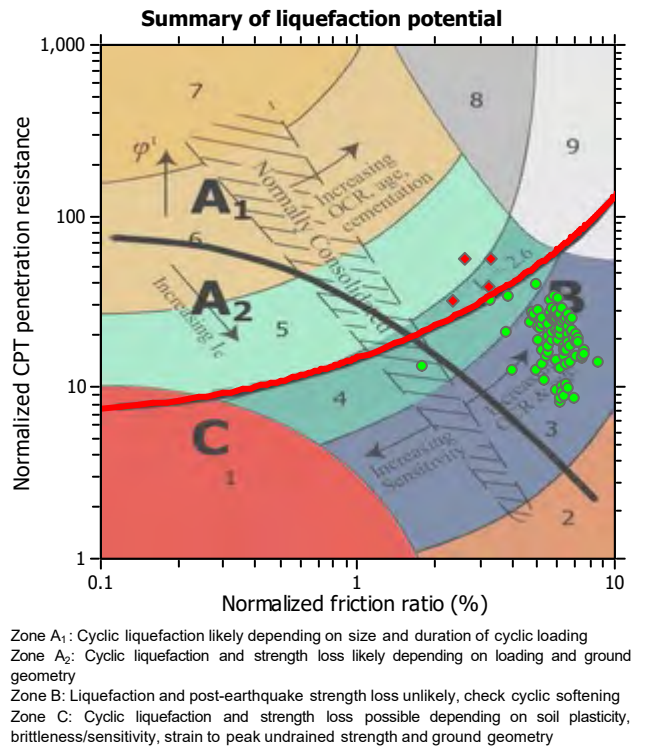 Summary of liquefaction potential
1,000
100
10
1
Normalized CPT penetration resistance
7
8
9
φ'
A1
Increasing
OCR, age,
cementation
Normally Consolidated
6
A2
Increasing Ic
5
2.6
B
4
C
1
Increasing
Sensitivity
3
2
0.1
1
10
Normalized friction ratio (%)
Zone A1: Cyclic liquefaction likely depending on size and duration of cyclic loading
Zone A2: Cyclic liquefaction and strength loss likely depending on loading and ground
geometry
Zone B: Liquefaction and post-earthquake strength loss unlikely, check cyclic softening
Zone C: Cyclic liquefaction and strength loss possible depending on soil plasticity,
brittleness/sensitivity, strain to peak undrained strength and ground geometry